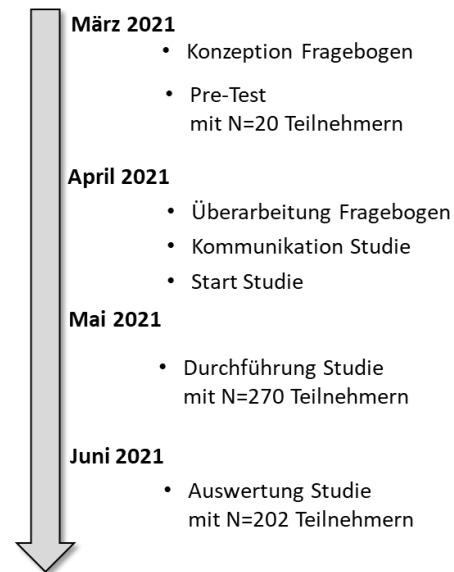 März 2021
• Konzeption Fragebogen
• Pre-Test
mit N=20 Teilnehmern
April 2021
• Überarbeitung Fragebogen
• Kommunikation Studie
• Start Studie
Mai 2021
• Durchführung Studie
mit N=270 Teilnehmern
Juni 2021
• Auswertung Studie
mit N=202 Teilnehmern